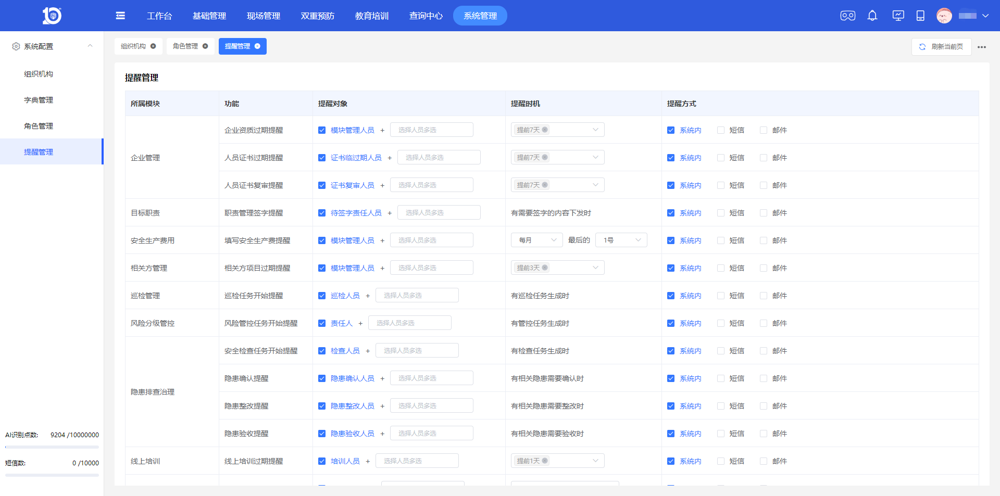 工作台 基础管理 现场管理 双重预防 教育培训 查询中心 系统管理
系统配置
组织机构
字典管理
角色管理
提醒管理
AI识别点数: 9204 /10000000
短信数: 0 /10000
组织机构 角色管理 提醒管理 刷新当前页
提醒管理
所属模块 功能 提醒对象 提醒时机 提醒方式
企业管理
企业资质过期提醒 模块管理人员 + 选择人员多选 提前7天 系统内 短信 邮件
人员证书过期提醒 证书临过期人员 + 选择人员多选 提前7天 系统内 短信 邮件
人员证书复审提醒 证书复审人员 + 选择人员多选 提前7天 系统内 短信 邮件
目标职责 职责管理签字提醒 待签字责任人员 + 选择人员多选 有需要签字的内容下发时 系统内 短信 邮件
安全生产费用 填写安全生产费提醒 模块管理人员 + 选择人员多选 每月 最后的 1号 系统内 短信 邮件
相关方管理 相关方项目过期提醒 模块管理人员 + 选择人员多选 提前3天 系统内 短信 邮件
巡检管理 巡检任务开始提醒 巡检人员 + 选择人员多选 有巡检任务生成时 系统内 短信 邮件
风险分级管控 风险管控任务开始提醒 责任人 + 选择人员多选 有管控任务生成时 系统内 短信 邮件
隐患排查治理
安全检查任务开始提醒 检查人员 + 选择人员多选 有检查任务生成时 系统内 短信 邮件
隐患确认提醒 隐患确认人员 + 选择人员多选 有相关隐患需要确认时 系统内 短信 邮件
隐患整改提醒 隐患整改人员 + 选择人员多选 有相关隐患需要整改时 系统内 短信 邮件
隐患验收提醒 隐患验收人员 + 选择人员多选 有相关隐患需要验收时 系统内 短信 邮件
线上培训 线上培训过期提醒 培训人员 + 选择人员多选 提前1天 系统内 短信 邮件